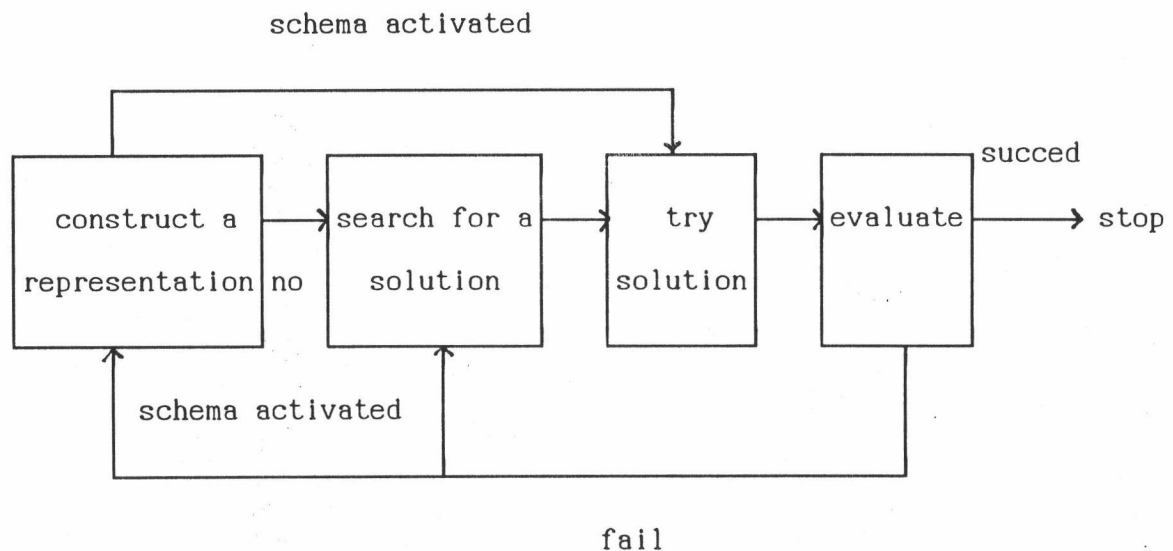 schema activated
succed
construct a
representation
no
search for a
solution
try
solution
evaluate
stop
schema activated
fail